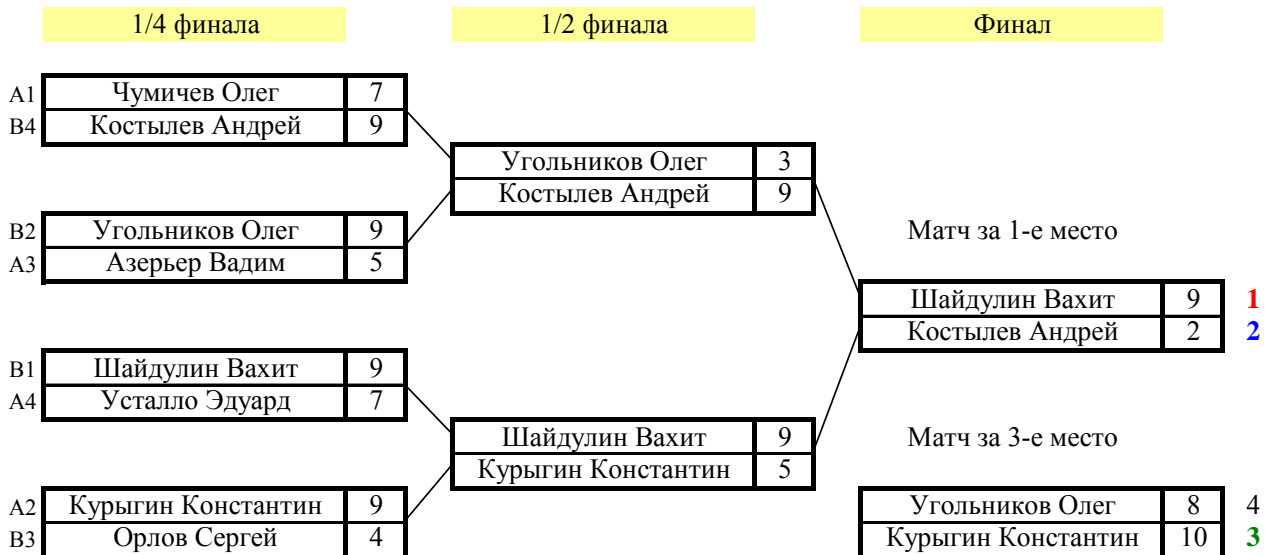 1/4 финала 1/2 финала Финал
A1 Чумичев Олег 7
B4 Костылев Андрей 9
Угольников Олег 3
Костылев Андрей 9
B2 Угольников Олег 9 Матч за 1-е место
A3 Азерьер Вадим 5
Шайдулин Вахит 9 1
Костылев Андрей 2 2
B1 Шайдулин Вахит 9
A4 Усталло Эдуард 7
Шайдулин Вахит 9 Матч за 3-е место
Курыгин Константин 5
A2 Курыгин Константин 9 Угольников Олег 8 4
B3 Орлов Сергей 4 Курыгин Константин 10 3